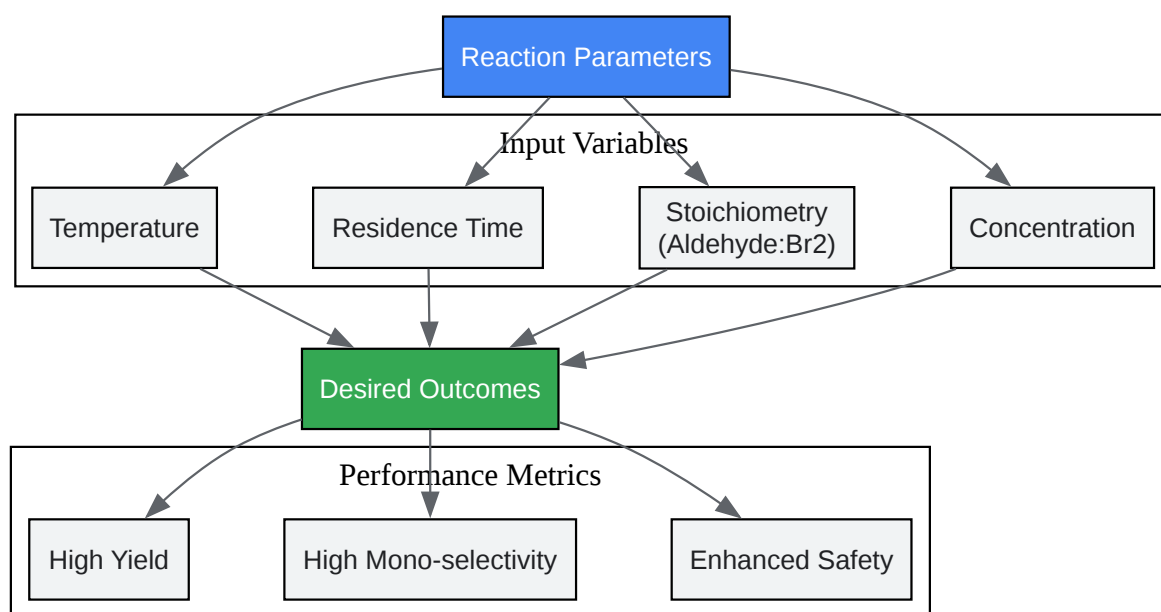 Reaction Parameters
Input Variables
Temperature
Residence Time
Stoichiometry
(Aldehyde:Br2)
Concentration
Desired Outcomes
Performance Metrics
High Yield
High Mono-selectivity
Enhanced Safety